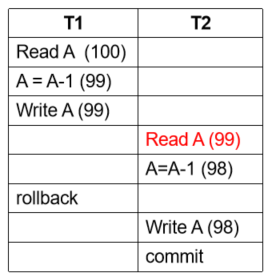 T1 T2
Read A (100)
A = A-1 (99)
Write A (99)
Read A (99)
A=A-1 (98)
rollback
Write A (98)
commit